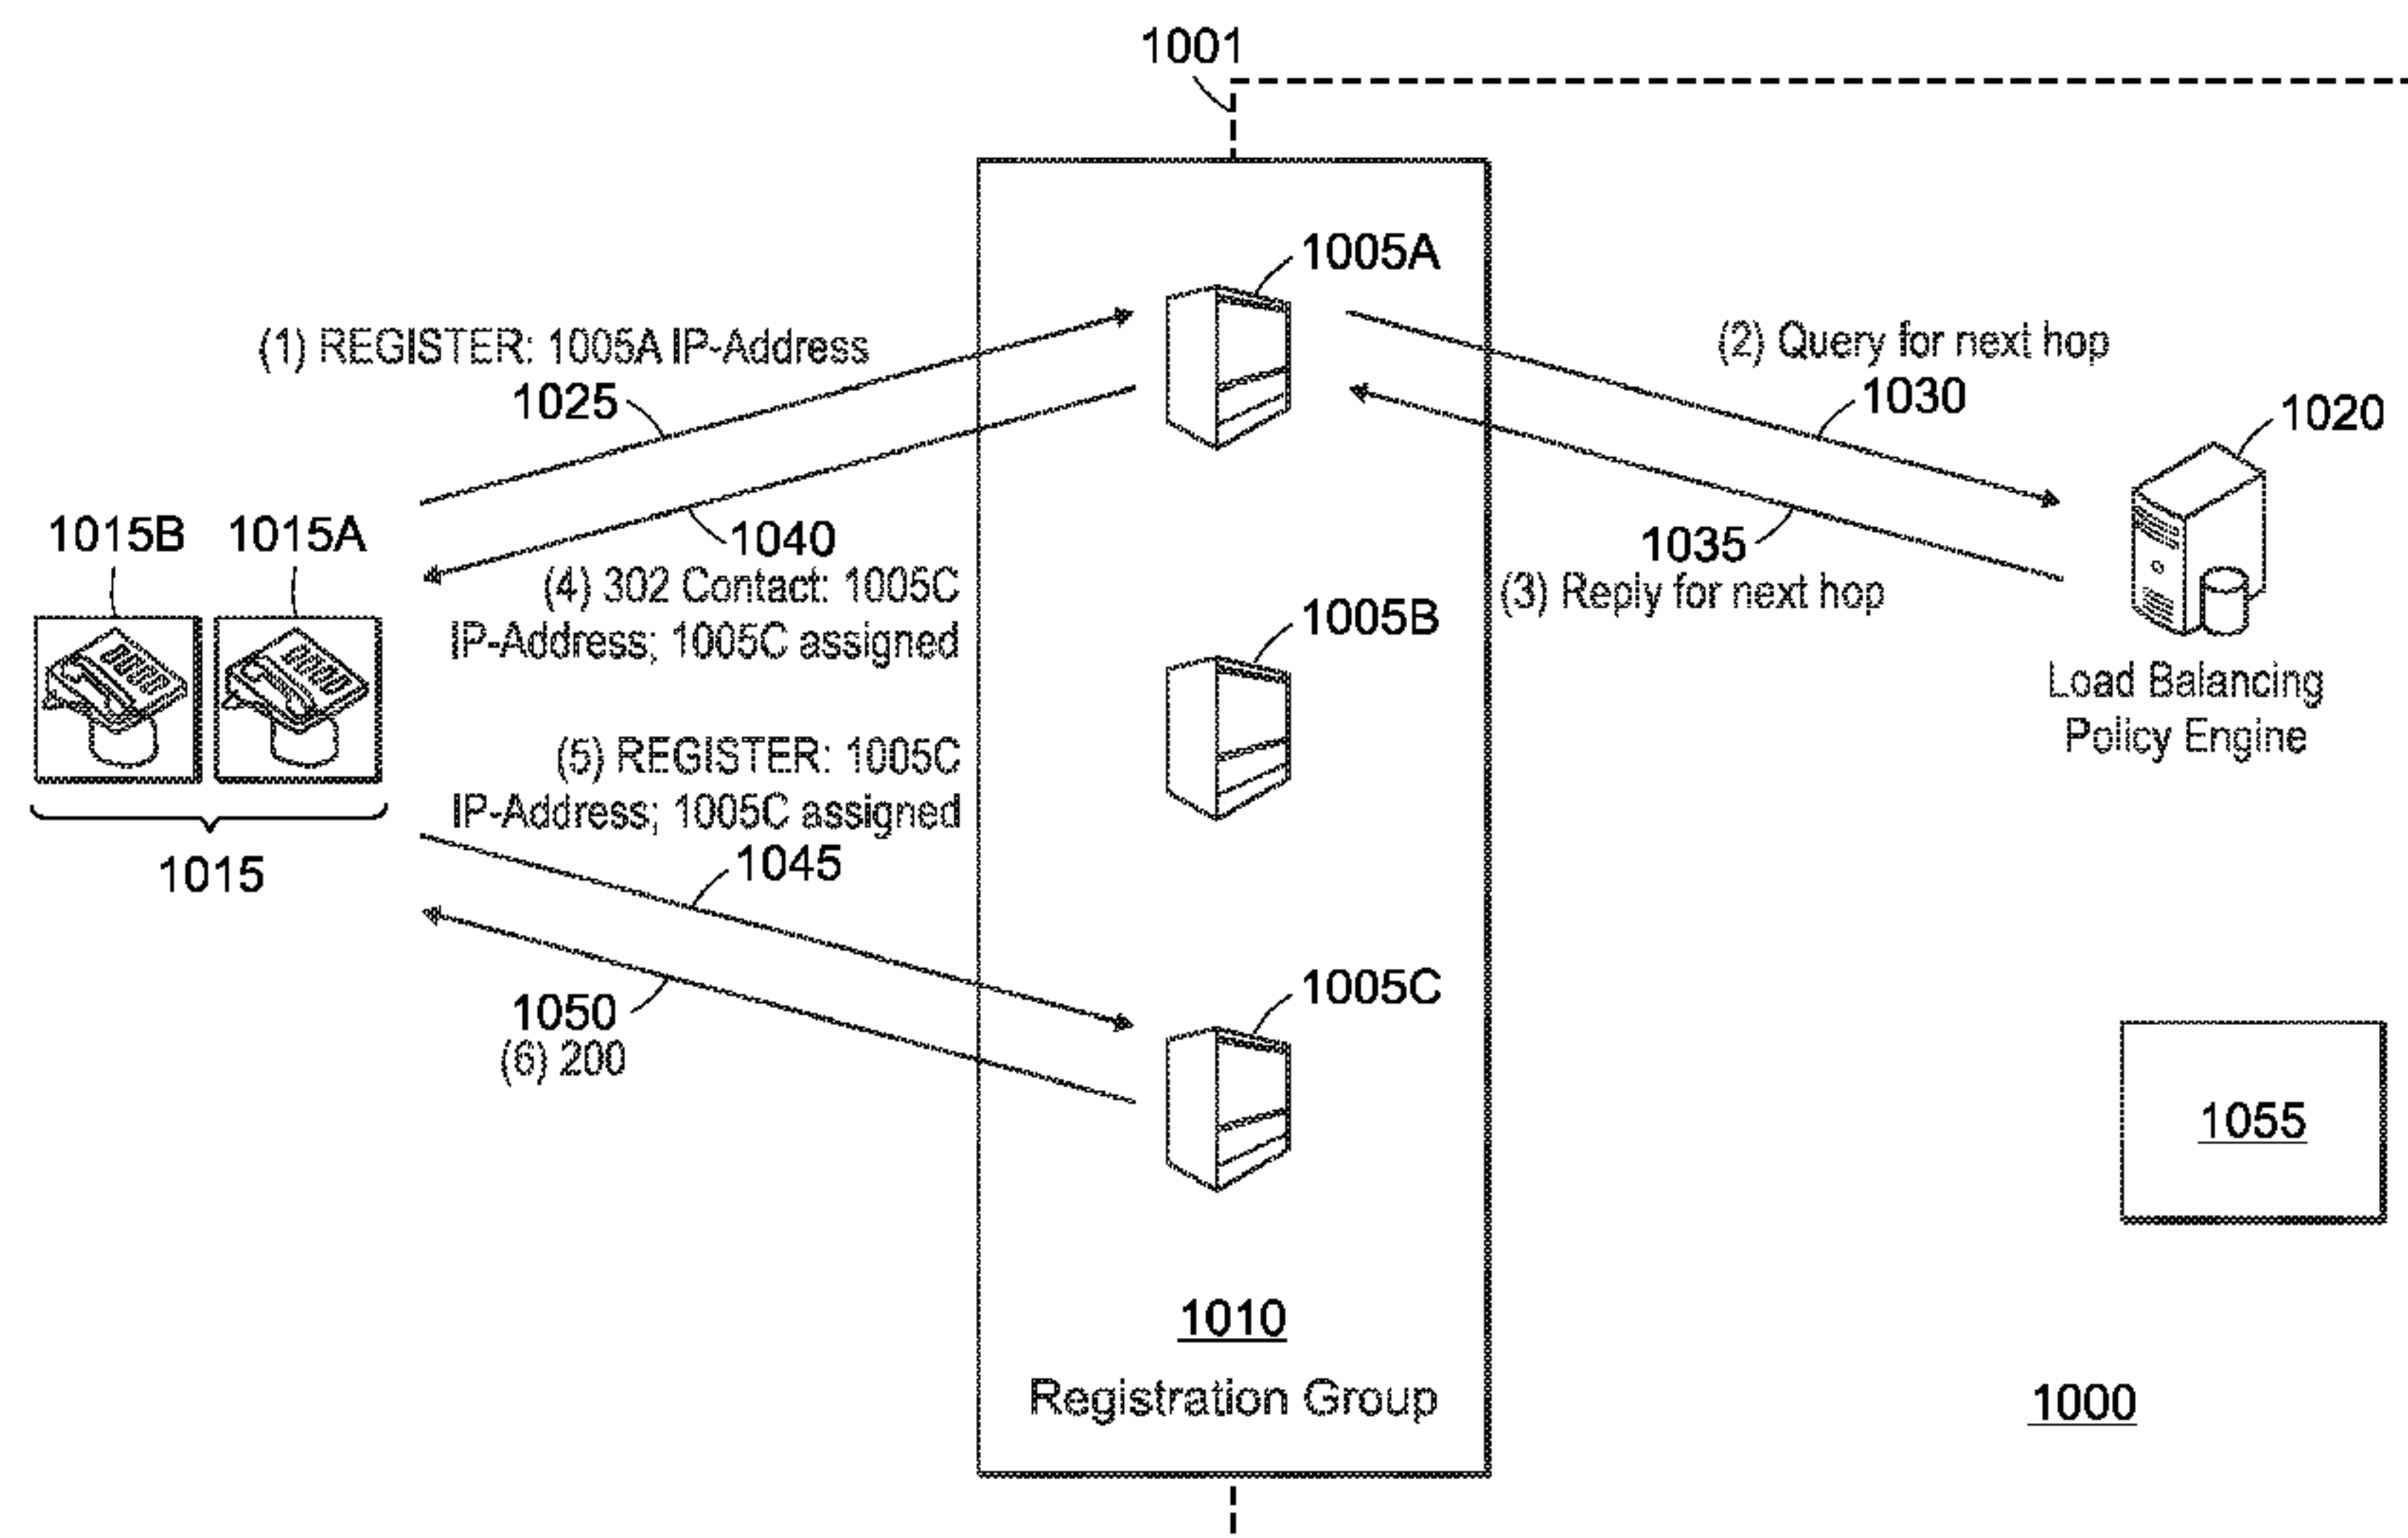 1001
1005A
(1) REGISTER: 1005A IP-Address
1025
(2) Query for next hop
1030
1020
1015B
1015A
1040
(4) 302 Contact: 1005C
IP-Address; 1005C assigned
1035
(3) Reply for next hop
1005B
Load Balancing
Policy Engine
(5) REGISTER: 1005C
IP-Address; 1005C assigned
1045
1015
1005C
1050
(6) 200
1055
1010
Registration Group
1000